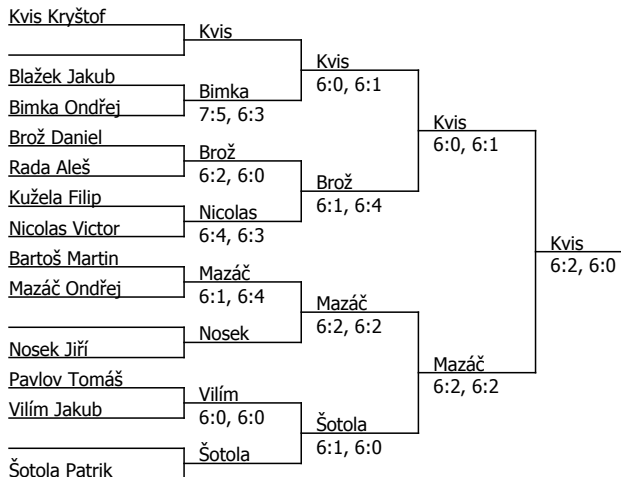 Kvis Kryštof
Kvis
Blažek Jakub
Bimka Ondřej
Bimka
7:5, 6:3
Kvis
6:0, 6:1
Brož Daniel
Rada Aleš
Brož
6:2, 6:0
Kužela Filip
Nicolas Victor
Nicolas
6:4, 6:3
Brož
6:1, 6:4
Kvis
6:0, 6:1
Bartoš Martin
Mazáč Ondřej
Mazáč
6:1, 6:4
Nosek Jiří
Nosek
Mazáč
6:2, 6:2
Pavlov Tomáš
Vilím Jakub
Vilím
6:0, 6:0
Šotola Patrik
Šotola
Šotola
6:1, 6:0
Mazáč
6:2, 6:2
Kvis
6:2, 6:0